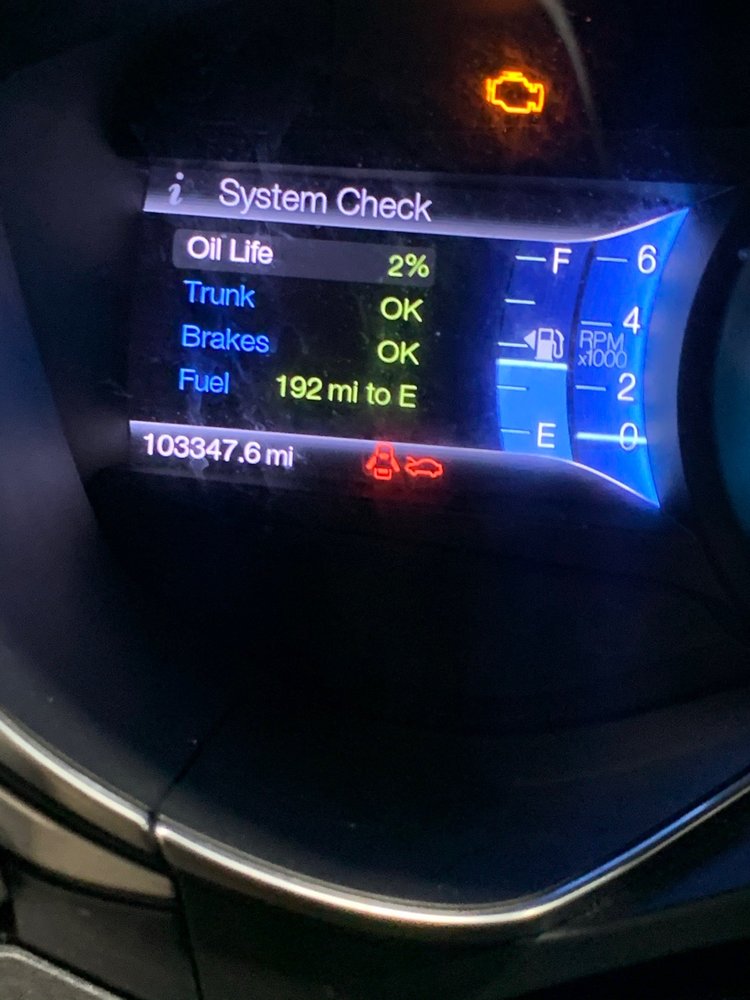 i System Check
Oil Life 2%
Trunk OK
Brakes OK
Fuel 192 mi to E
103347.6 mi
F
E
6
4
RPM
x1000
2
0